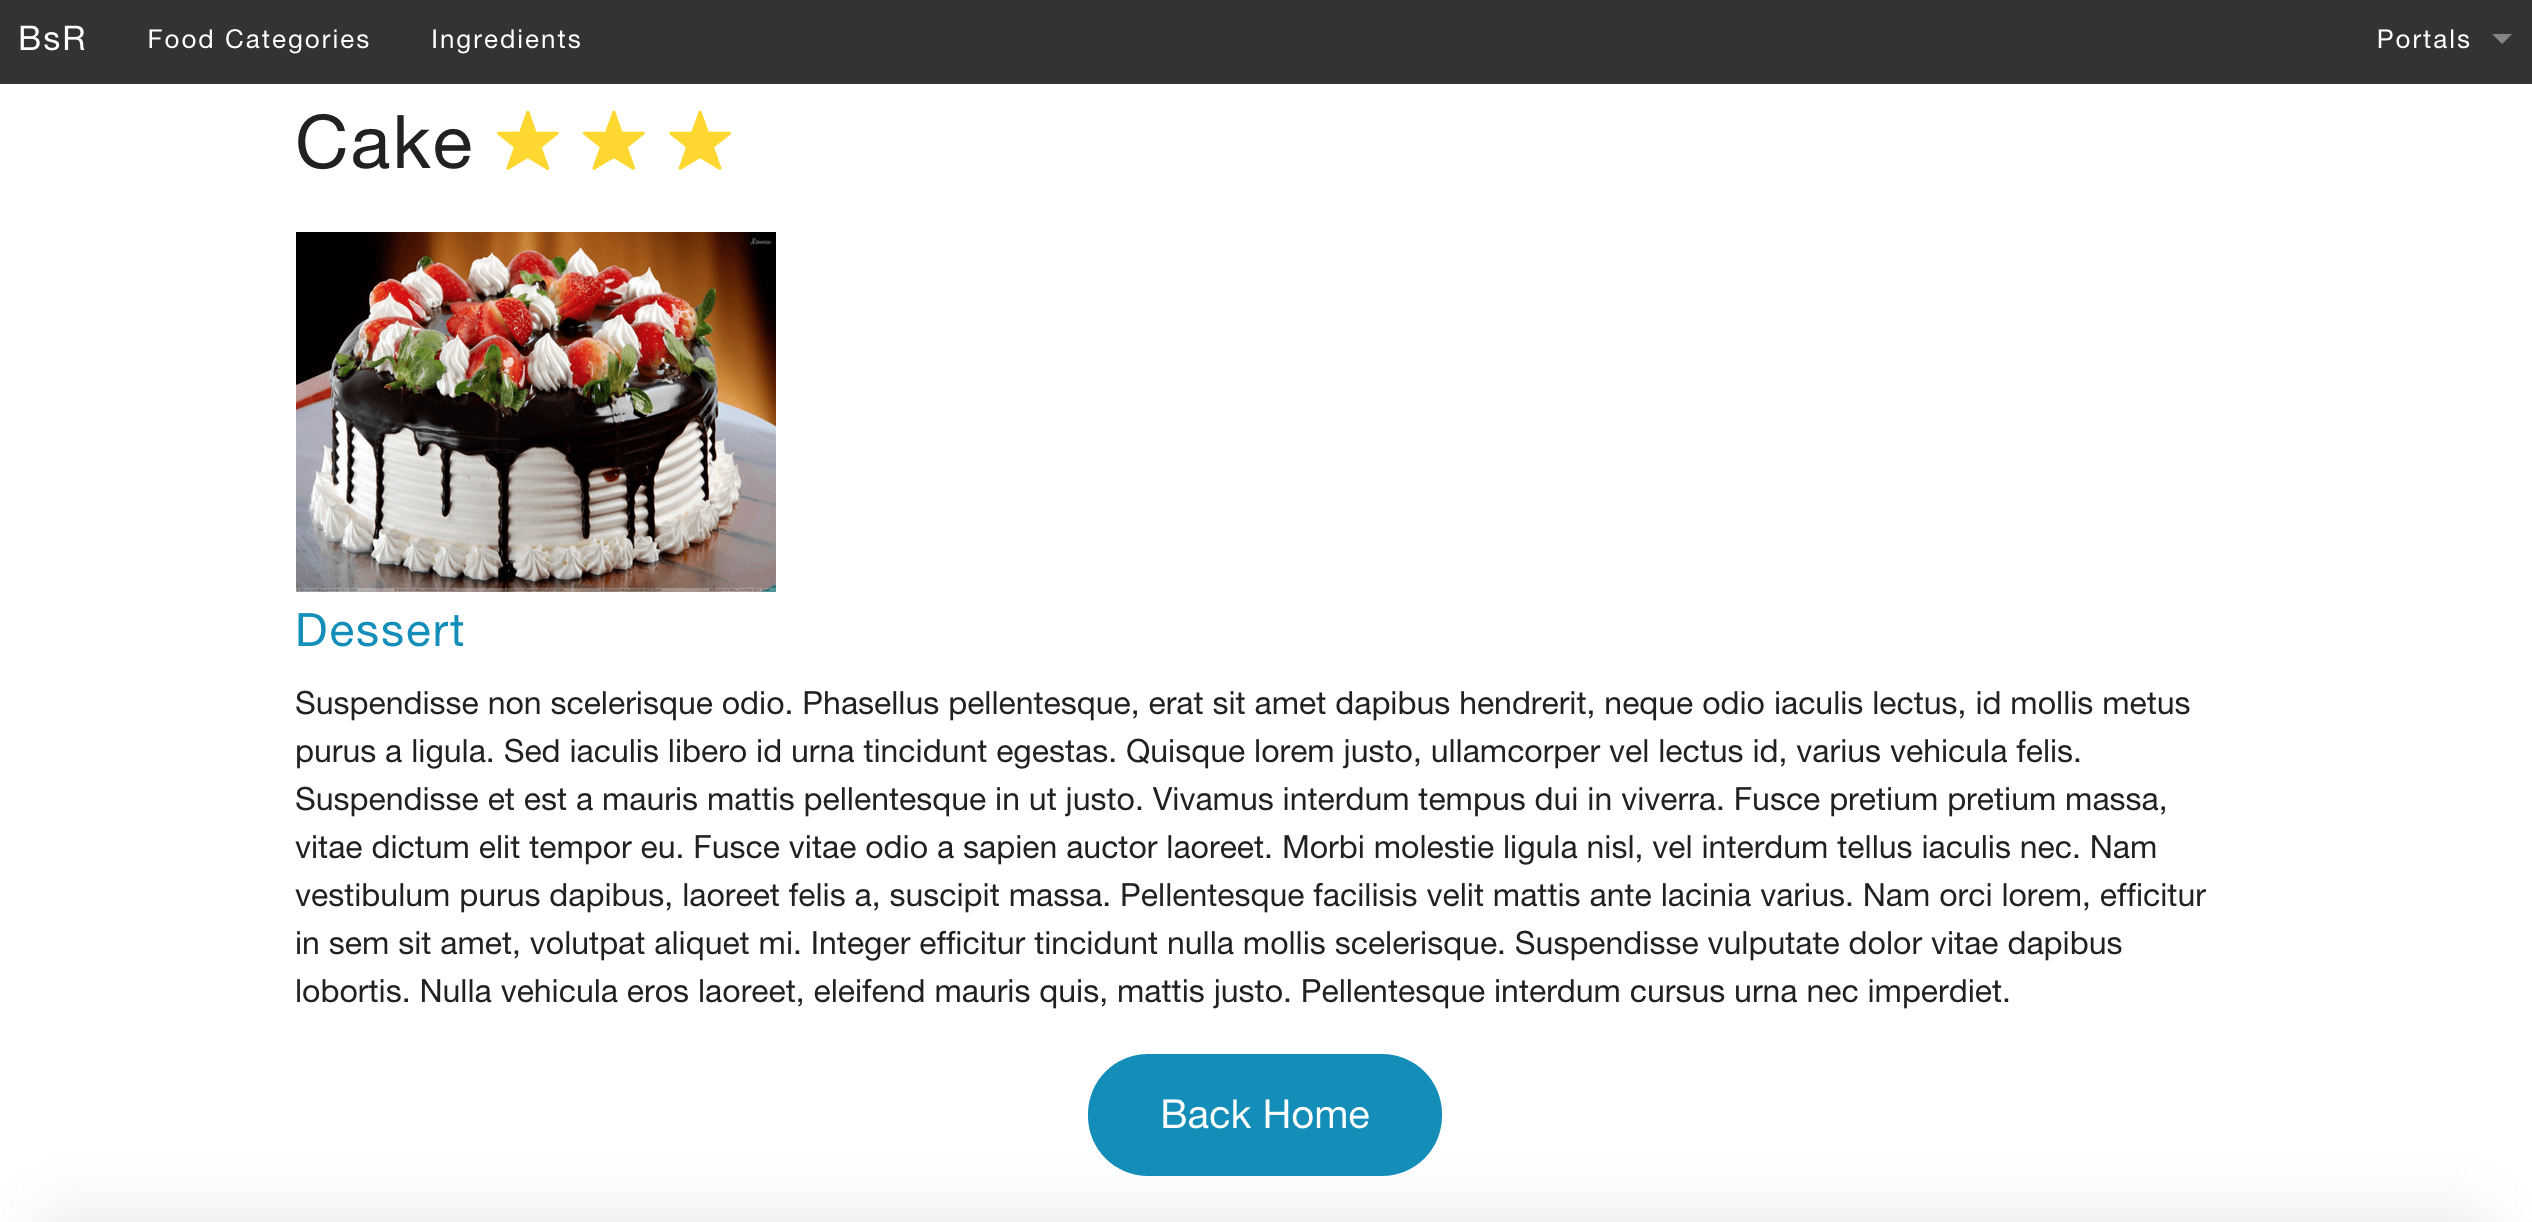 BsR Food Categories Ingredients Portals
Cake
Dessert
Suspendisse non scelerisque odio. Phasellus pellentesque, erat sit amet dapibus hendrerit, neque odio iaculis lectus, id mollis metus
purus a ligula. Sed iaculis libero id urna tincidunt egestas. Quisque lorem justo, ullamcorper vel lectus id, varius vehicula felis.
Suspendisse et est a mauris mattis pellentesque in ut justo. Vivamus interdum tempus dui in viverra. Fusce pretium pretium massa,
vitae dictum elit tempor eu. Fusce vitae odio a sapien auctor laoreet. Morbi molestie ligula nisl, vel interdum tellus iaculis nec. Nam
vestibulum purus dapibus, laoreet felis a, suscipit massa. Pellentesque facilisis velit mattis ante lacinia varius. Nam orci lorem, efficitur
in sem sit amet, volutpat aliquet mi. Integer efficitur tincidunt nulla mollis scelerisque. Suspendisse vulputate dolor vitae dapibus
lobortis. Nulla vehicula eros laoreet, eleifend mauris quis, mattis justo. Pellentesque interdum cursus urna nec imperdiet.
Back Home